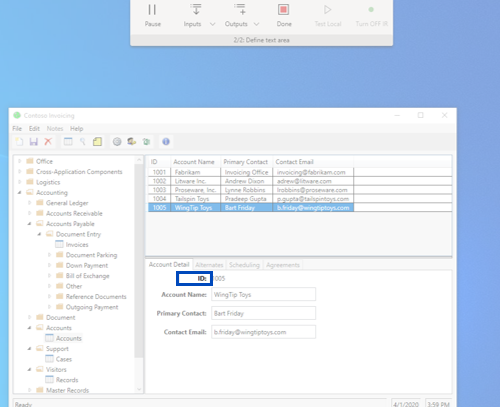 Pause Inputs Outputs Done Test Local Turn OFF IR
2/2: Define text area
Contoso Invoicing
File Edit Notes Help
Office
Cross-Application Components
Logistics
Accounting
General Ledger
Accounts Receivable
Accounts Payable
Document Entry
Invoices
Document Parking
Down Payment
Bill of Exchange
Other
Reference Documents
Outgoing Payment
Document
Accounts
Accounts
Support
Cases
Visitors
Records
Master Records
ID Account Name Primary Contact Contact Email
1001 Fabrikam Invoicing Office invoicing@fabrikam.com
1002 Litware Inc. Andrew Dixon adrew@litware.com
1003 Proseware, Inc. Lynne Robbins lrobbins@proseware.com
1004 Tailspin Toys Pradeep Gupta p.gupta@tailspintoys.com
1005 WingTip Toys Bart Friday b.friday@wingtiptoys.com
Account Detail Alternates Scheduling Agreements
ID: 1005
Account Name: WingTip Toys
Primary Contact: Bart Friday
Contact Email: b.friday@wingtiptoys.com
Ready 4/1/2020 3:59 PM